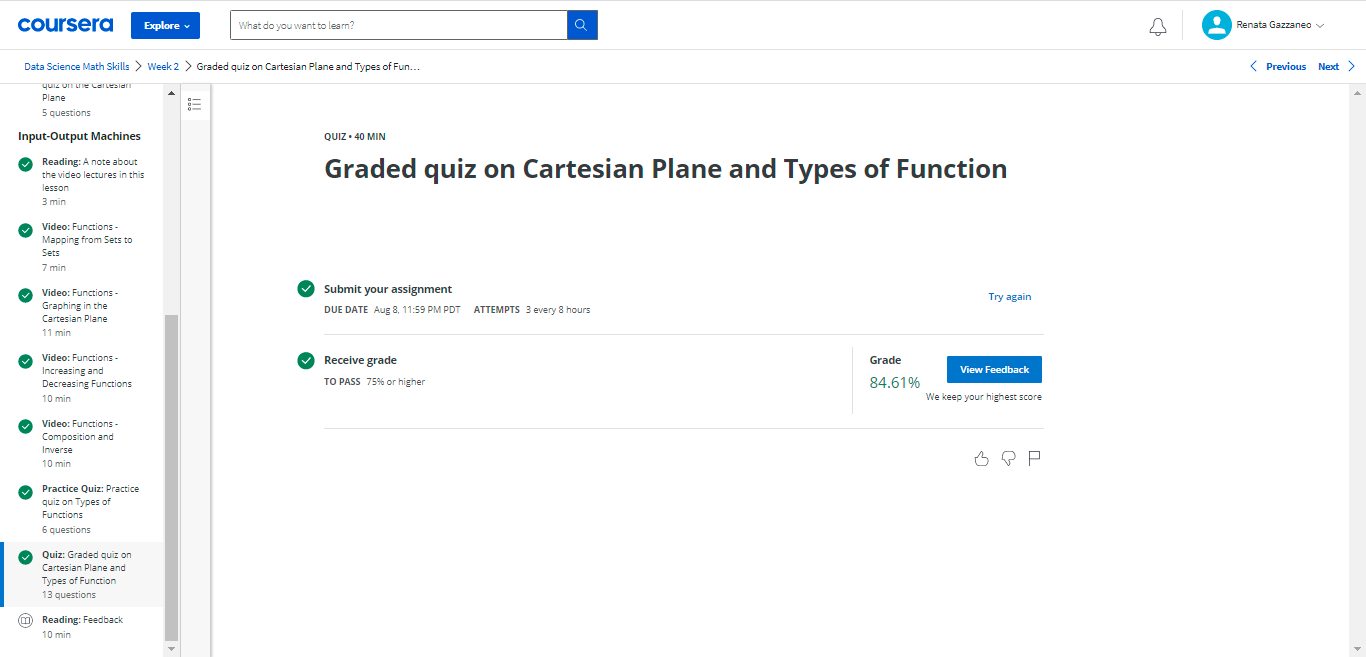 coursera
Explore
What do you want to learn?
Renata Gazzaneo
Data Science Math Skills
Week 2
Graded quiz on Cartesian Plane and Types of Fun...
Previous
Next
quiz on the Cartesian
Plane
5 questions
Input-Output Machines
Reading: A note about
the video lectures in this
lesson
3 min
Video: Functions -
Mapping from Sets to
Sets
7 min
Video: Functions -
Graphing in the
Cartesian Plane
11 min
Video: Functions -
Increasing and
Decreasing Functions
10 min
Video: Functions -
Composition and
Inverse
10 min
Practice Quiz: Practice
quiz on Types of
Functions
6 questions
Quiz: Graded quiz on
Cartesian Plane and
Types of Function
13 questions
Reading: Feedback
10 min
QUIZ • 40 MIN
Graded quiz on Cartesian Plane and Types of Function
Submit your assignment
DUE DATE Aug 8, 11:59 PM PDT ATTEMPTS 3 every 8 hours
Try again
Receive grade
TO PASS 75% or higher
Grade
84.61%
View Feedback
We keep your highest score